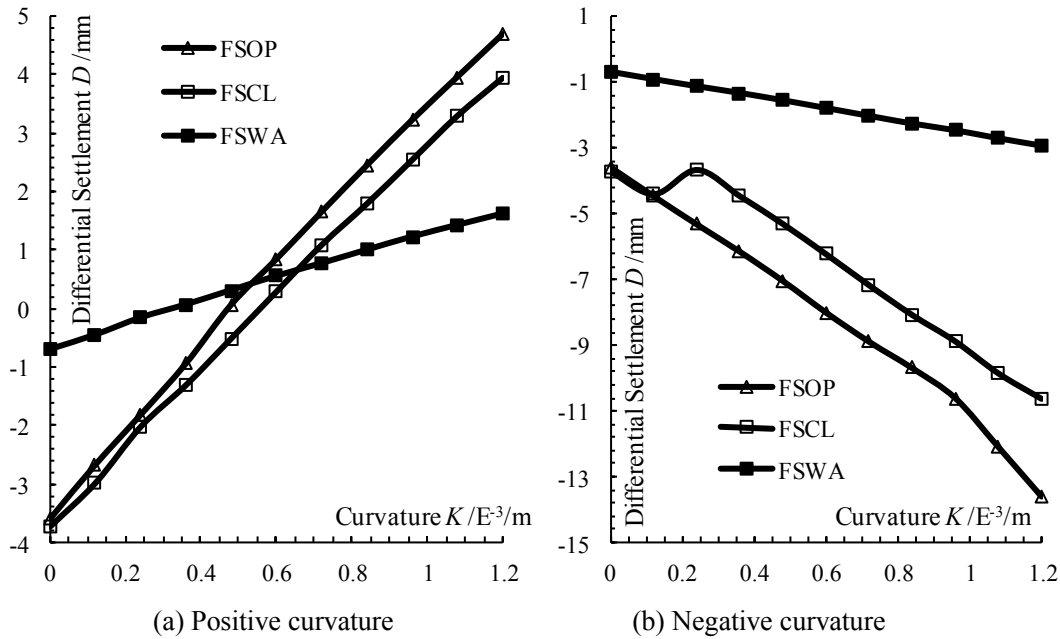 5
4
3
2
1
0
-1
-2
-3
-4
Differential Settlement D /mm
FSOP
FSCL
FSWA
Curvature K /E-3/m
0 0.2 0.4 0.6 0.8 1 1.2
(a) Positive curvature
-1
-1
-3
-5
-7
-9
-11
-13
-15
Differential Settlement D /mm
FSOP
FSCL
FSWA
Curvature K /E-3/m
0 0.2 0.4 0.6 0.8 1 1.2
(b) Negative curvature